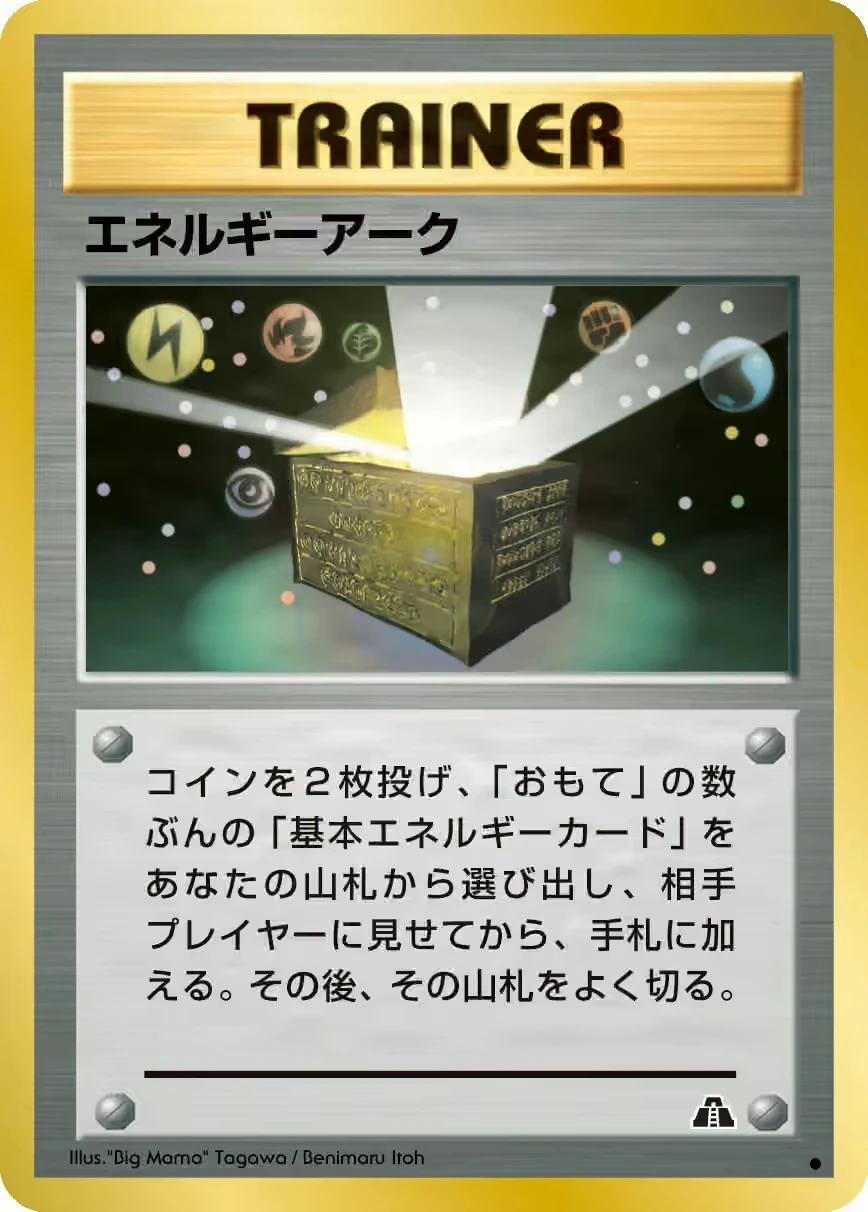 TRAINER
エネルギーアーク
コインを2枚投げ、「おもて」の数
ぶんの「基本エネルギーカード」を
あなたの山札から選び出し、相手
プレイヤーに見せてから、手札に加
える。その後、その山札をよく切る。
Illus."Big Mamo" Tagawa / Benimaru Itoh